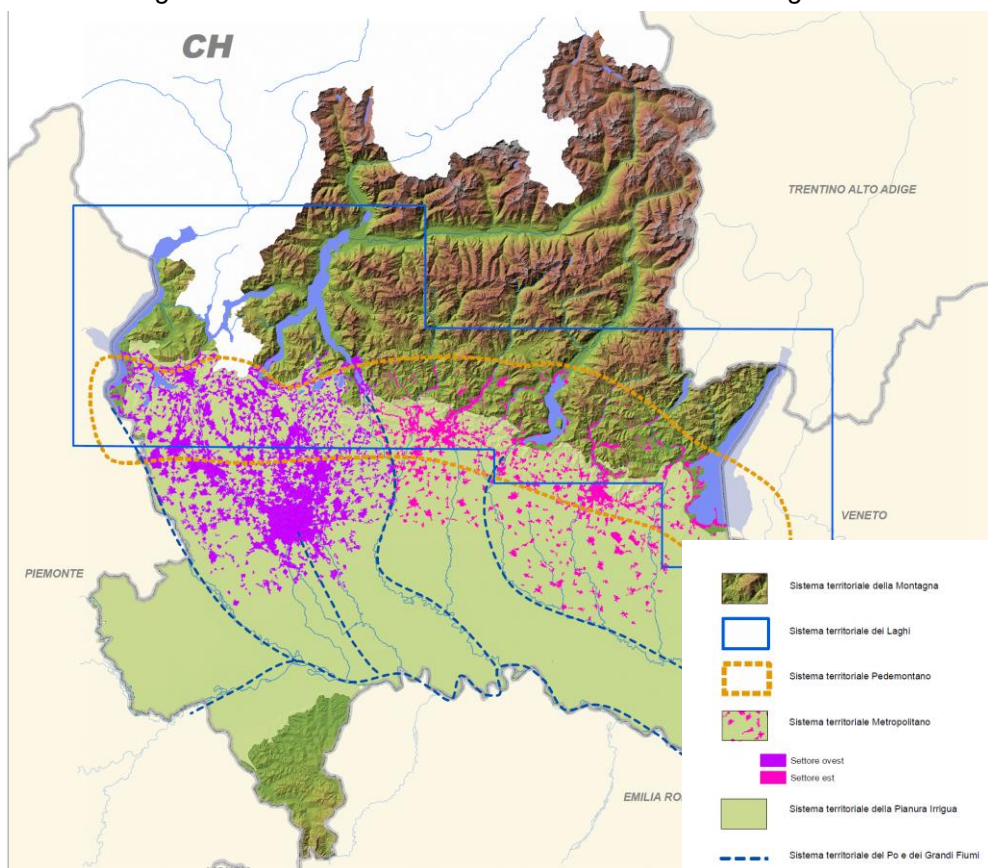 CH
TRENTINO ALTO ADIGE
VENETO
PIEMONTE
Sistema territoriale della Montagna
Sistema territoriale dei Laghi
Sistema territoriale Pedemontano
Sistema territoriale Metropolitano
Settore ovest
Settore est
EMILIA
Sistema territoriale della Pianura Irrigua
Sistema territoriale del Po e dei Grandi Fiumi